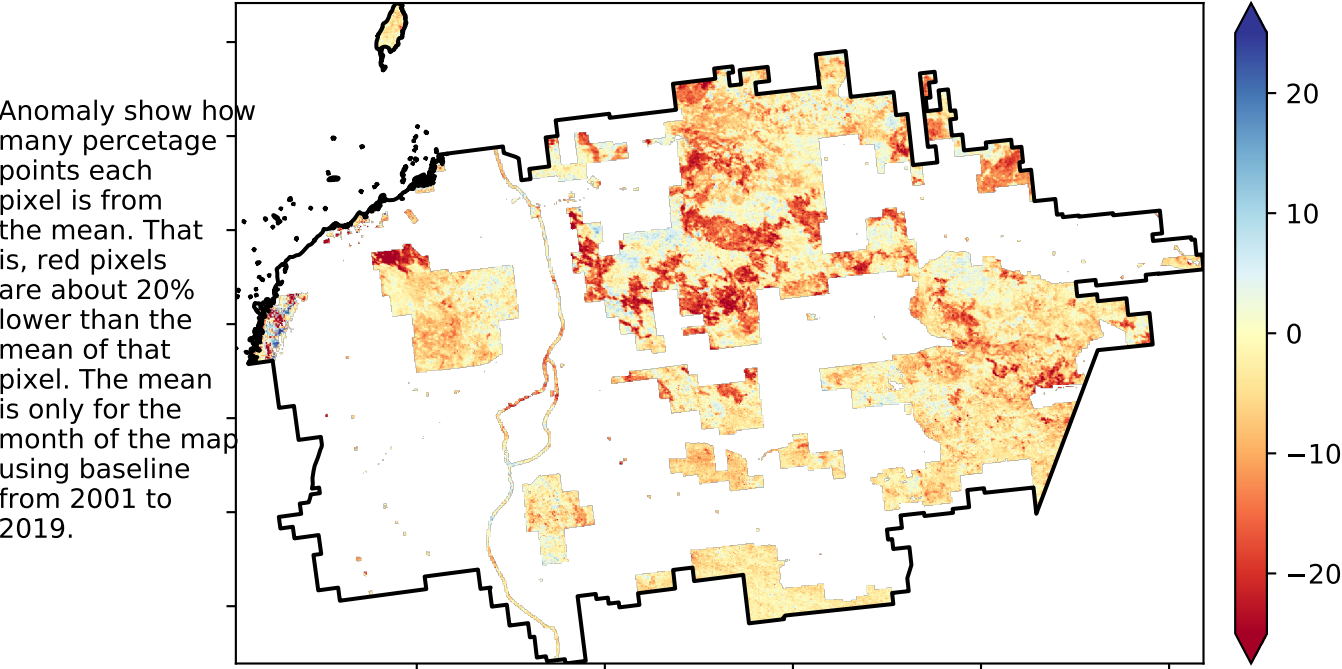 Anomaly show how
many percetage
points each
pixel is from
the mean. That
is, red pixels
are about 20%
lower than the
mean of that
pixel. The mean
is only for the
month of the map
using baseline
from 2001 to
2019.
20
10
0
−10
−20